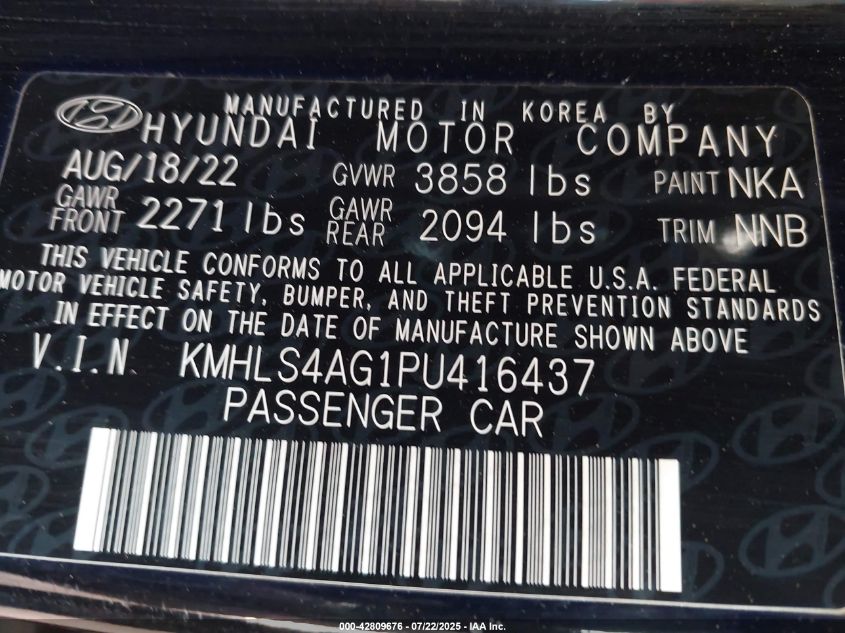 MANUFACTURED IN KOREA BY
HYUNDAI MOTOR COMPANY
AUG/18/22 GVWR 3858 lbs PAINT NKA
GAWR FRONT 2271 lbs GAWR REAR 2094 lbs TRIM NNB
THIS VEHICLE CONFORMS TO ALL APPLICABLE U.S.A. FEDERAL
MOTOR VEHICLE SAFETY, BUMPER, AND THEFT PREVENTION STANDARDS
IN EFFECT ON THE DATE OF MANUFACTURE SHOWN ABOVE
V.I.N. KMHLS4AG1PU416437
PASSENGER CAR
000-42809676 - 07/22/2025 - IAA Inc.